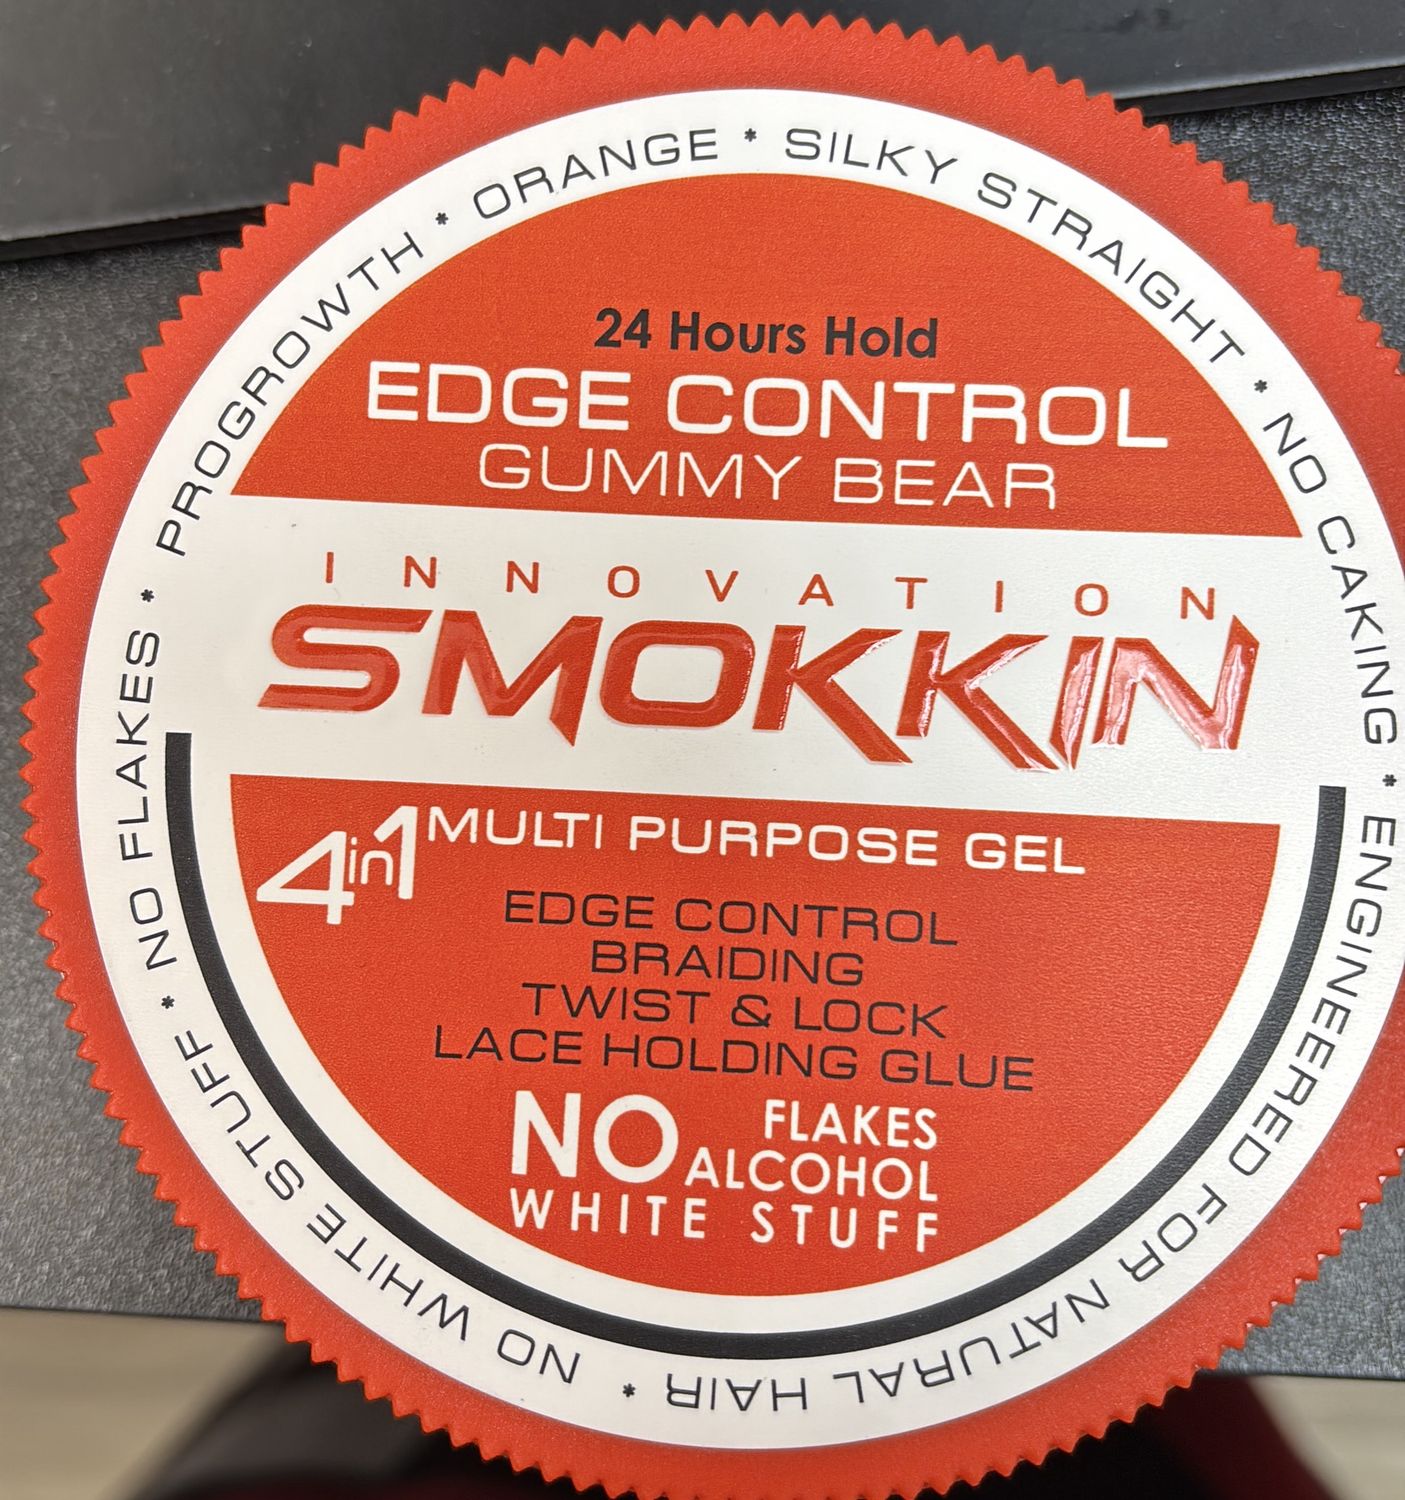 PROGROWTH * ORANGE * SILKY STRAIGHT * NO CAKING * ENGINEERED FOR NATURAL HAIR * NO WHITE STUFF * NO FLAKES *
24 Hours Hold
EDGE CONTROL
GUMMY BEAR
INNOVATION
SMOKKIN
4in1 MULTI PURPOSE GEL
EDGE CONTROL
BRAIDING
TWIST & LOCK
LACE HOLDING GLUE
NO FLAKES
ALCOHOL
WHITE STUFF